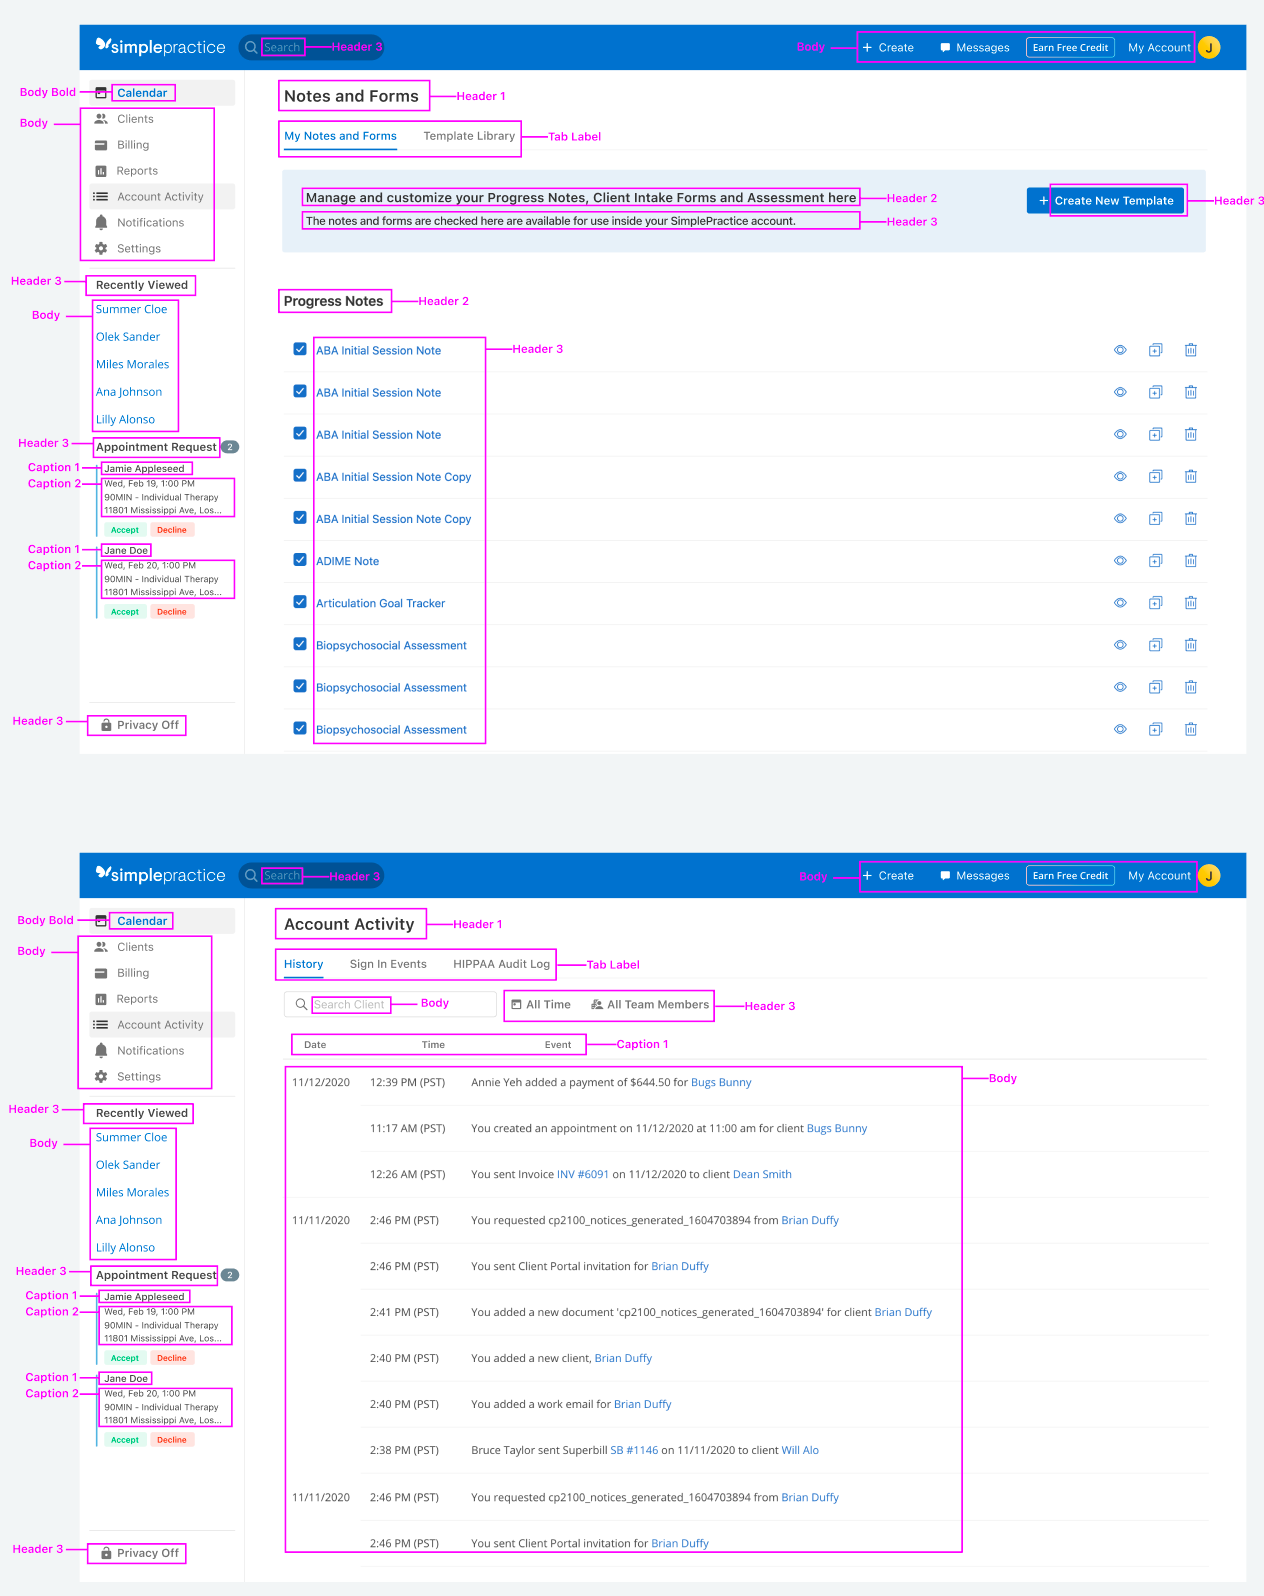 simplepractice Search Header 3 Body + Create Messages Earn Free Credit My Account J
Body Bold Calendar
Body Clients
Billing
Reports
Account Activity
Notifications
Settings
Header 3 Recently Viewed
Body Summer Cloe
Olek Sander
Miles Morales
Ana Johnson
Lilly Alonso
Header 3 Appointment Request 2
Caption 1 Jamie Appleseed
Caption 2 Wed, Feb 19, 1:00 PM
90MIN - Individual Therapy
11801 Mississippi Ave, Los...
Accept Decline
Caption 1 Jane Doe
Caption 2 Wed, Feb 20, 1:00 PM
90MIN - Individual Therapy
11801 Mississippi Ave, Los...
Accept Decline
Header 3 Privacy Off
Notes and Forms Header 1
My Notes and Forms Template Library Tab Label
Manage and customize your Progress Notes, Client Intake Forms and Assessment here Header 2
The notes and forms are checked here are available for use inside your SimplePractice account. Header 3
+ Create New Template Header 3
Progress Notes Header 2
ABA Initial Session Note Header 3
ABA Initial Session Note
ABA Initial Session Note
ABA Initial Session Note Copy
ABA Initial Session Note Copy
ADIME Note
Articulation Goal Tracker
Biopsychosocial Assessment
Biopsychosocial Assessment
Biopsychosocial Assessment
simplepractice Search Header 3 Body + Create Messages Earn Free Credit My Account J
Body Bold Calendar
Body Clients
Billing
Reports
Account Activity
Notifications
Settings
Header 3 Recently Viewed
Body Summer Cloe
Olek Sander
Miles Morales
Ana Johnson
Lilly Alonso
Header 3 Appointment Request 2
Caption 1 Jamie Appleseed
Caption 2 Wed, Feb 19, 1:00 PM
90MIN - Individual Therapy
11801 Mississippi Ave, Los...
Accept Decline
Caption 1 Jane Doe
Caption 2 Wed, Feb 20, 1:00 PM
90MIN - Individual Therapy
11801 Mississippi Ave, Los...
Accept Decline
Header 3 Privacy Off
Account Activity Header 1
History Sign In Events HIPPAA Audit Log Tab Label
Search Client Body All Time All Team Members Header 3
Date Time Event Caption 1
11/12/2020 12:39 PM (PST) Annie Yeh added a payment of $644.50 for Bugs Bunny Body
11:17 AM (PST) You created an appointment on 11/12/2020 at 11:00 am for client Bugs Bunny
12:26 AM (PST) You sent Invoice INV #6091 on 11/12/2020 to client Dean Smith
11/11/2020 2:46 PM (PST) You requested cp2100_notices_generated_1604703894 from Brian Duffy
2:46 PM (PST) You sent Client Portal invitation for Brian Duffy
2:41 PM (PST) You added a new document 'cp2100_notices_generated_1604703894' for client Brian Duffy
2:40 PM (PST) You added a new client, Brian Duffy
2:40 PM (PST) You added a work email for Brian Duffy
2:38 PM (PST) Bruce Taylor sent Superbill SB #1146 on 11/11/2020 to client Will Alo
11/11/2020 2:46 PM (PST) You requested cp2100_notices_generated_1604703894 from Brian Duffy
2:46 PM (PST) You sent Client Portal invitation for Brian Duffy